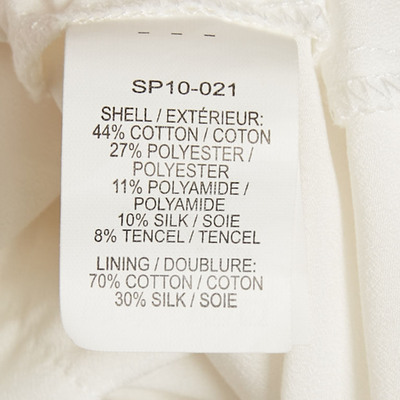 SP10-021
SHELL / EXTÉRIEUR:
44% COTTON / COTON
27% POLYESTER /
POLYESTER
11% POLYAMIDE /
POLYAMIDE
10% SILK / SOIE
8% TENCEL / TENCEL
LINING / DOUBLURE:
70% COTTON / COTON
30% SILK / SOIE